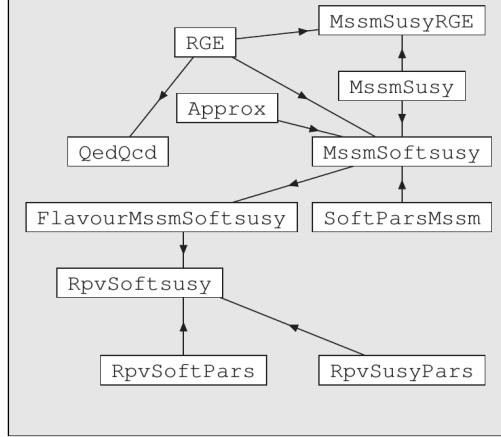 MssmSusyRGE
RGE
MssmSusy
Approx
QedQcd
MssmSoftsusy
FlavourMssmSoftsusy
SoftParsMssm
RpvSoftsusy
RpvSoftPars
RpvSusyPars